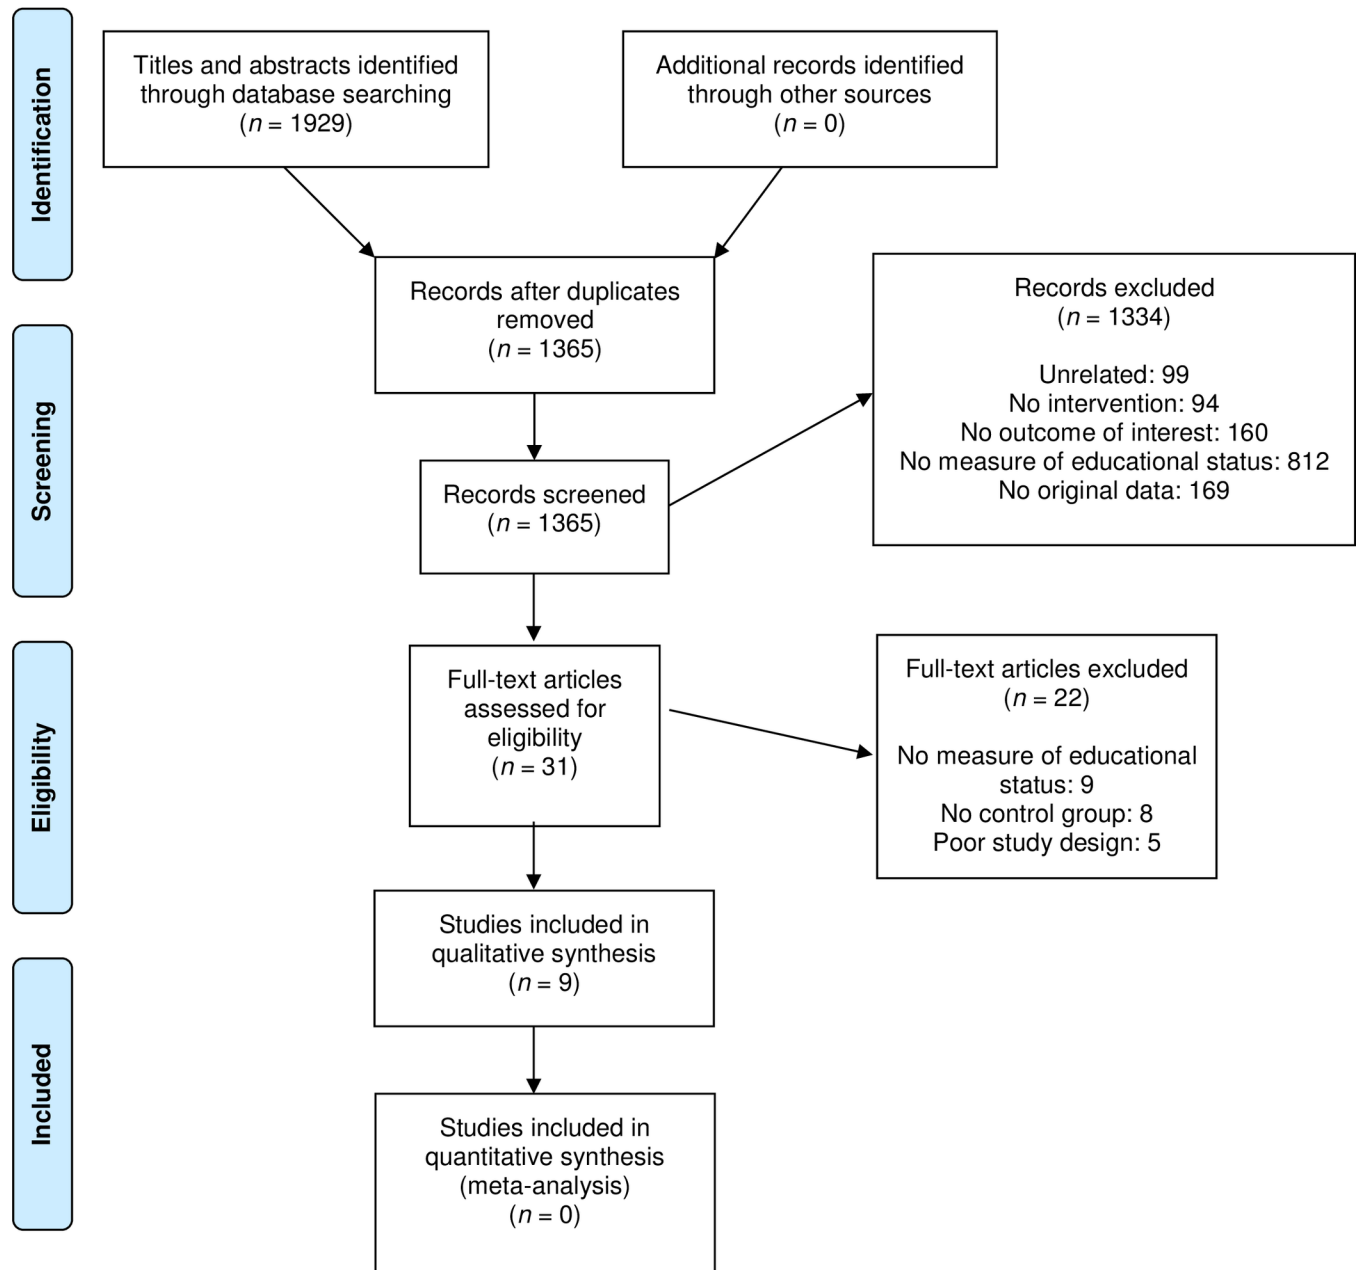 Identification
Titles and abstracts identified
through database searching
(n = 1929)
Additional records identified
through other sources
(n = 0)
Records after duplicates
removed
(n = 1365)
Screening
Records screened
(n = 1365)
Records excluded
(n = 1334)
Unrelated: 99
No intervention: 94
No outcome of interest: 160
No measure of educational status: 812
No original data: 169
Eligibility
Full-text articles
assessed for
eligibility
(n = 31)
Full-text articles excluded
(n = 22)
No measure of educational
status: 9
No control group: 8
Poor study design: 5
Studies included in
qualitative synthesis
(n = 9)
Included
Studies included in
quantitative synthesis
(meta-analysis)
(n = 0)